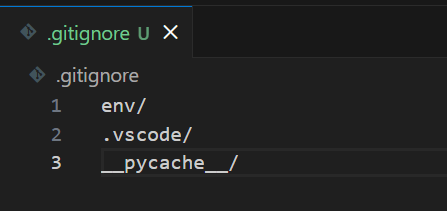 .gitignore U
.gitignore
1 env/
2 .vscode/
3 __pycache__/